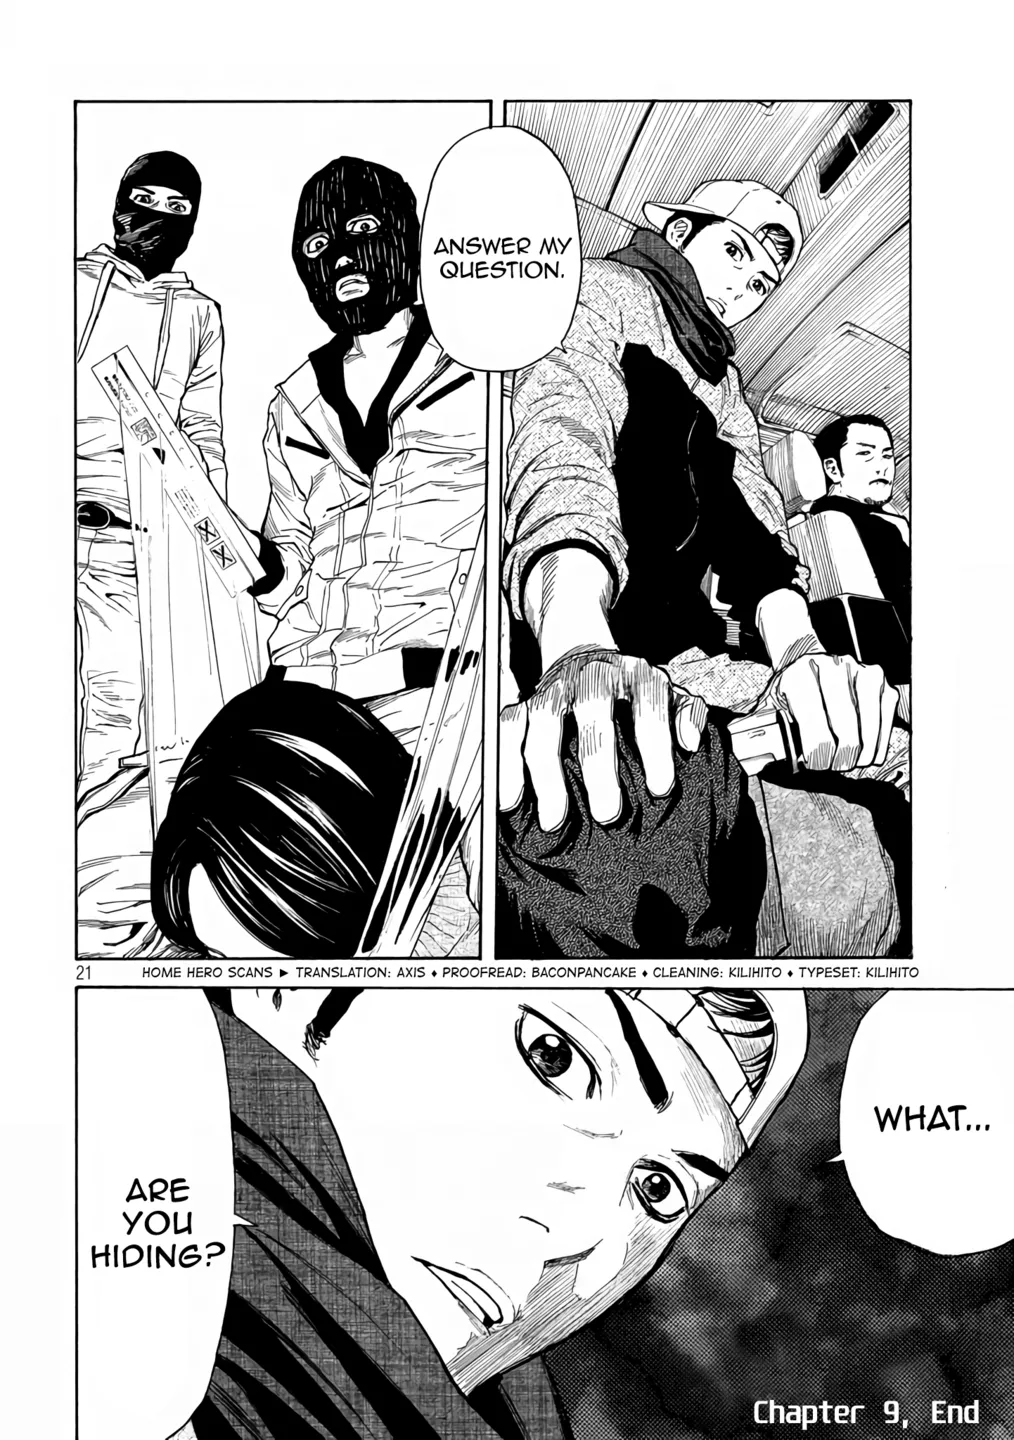 ANSWER MY
QUESTION.
21
HOME HERO SCANS ► TRANSLATION: AXIS ♦ PROOFREAD: BACONPANCAKE ♦ CLEANING: KILIHITO ♦ TYPESET: KILIHITO
WHAT...
ARE
YOU
HIDING?
Chapter 9, End